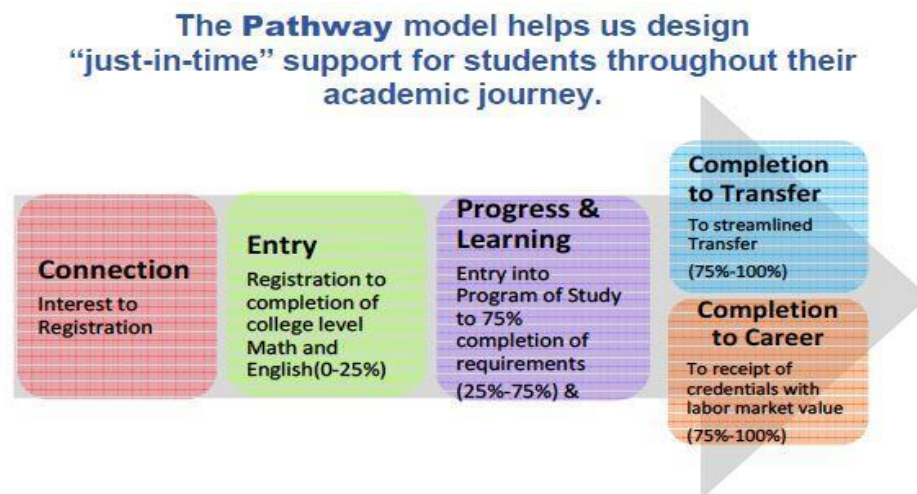 The Pathway model helps us design
“just-in-time” support for students throughout their
academic journey.
Connection
Interest to
Registration
Entry
Registration to
completion of
college level
Math and
English(0-25%)
Progress &
Learning
Entry into
Program of Study
to 75%
completion of
requirements
(25%-75%) &
Completion
to Transfer
To streamlined
Transfer
(75%-100%)
Completion
to Career
To receipt of
credentials with
labor market value
(75%-100%)